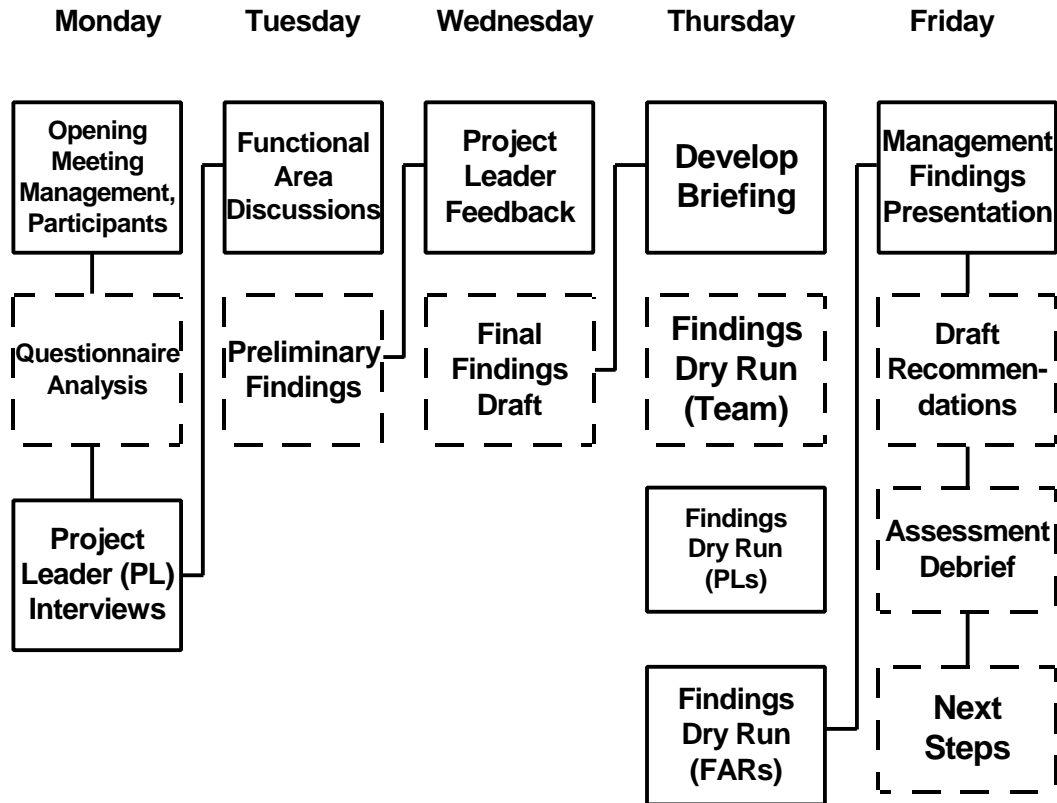 Monday
Tuesday
Wednesday
Thursday
Friday
Opening
Meeting
Management,
Participants
Questionnaire
Analysis
Project
Leader (PL)
Interviews
Functional
Area
Discussions
Preliminary
Findings
Project
Leader
Feedback
Final
Findings
Draft
Develop
Briefing
Findings
Dry Run
(Team)
Findings
Dry Run
(PLs)
Findings
Dry Run
(FARs)
Management
Findings
Presentation
Draft
Recommen-
dations
Assessment
Debrief
Next
Steps